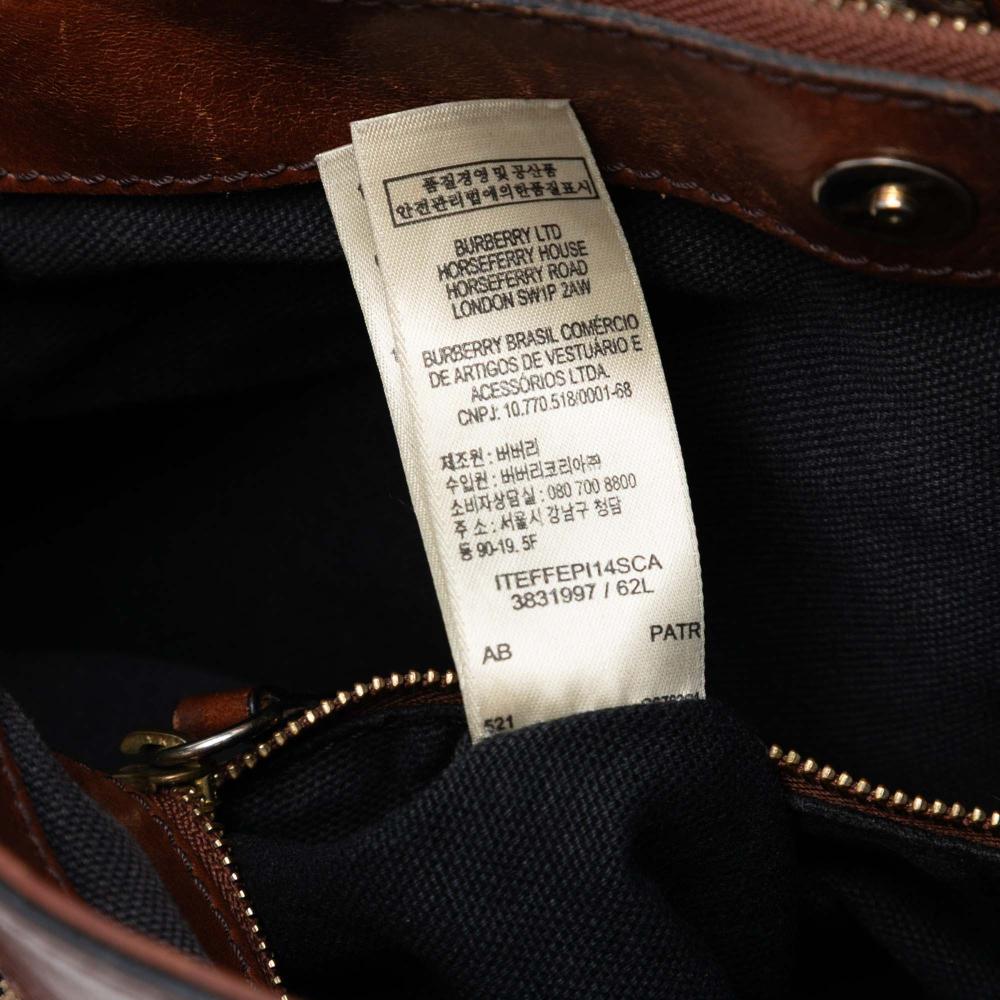 품질경영 및 공산품
안전관리법에의한품질표시
BURBERRY LTD
HORSEFERRY HOUSE
HORSEFERRY ROAD
LONDON SW1P 2AW
BURBERRY BRASIL COMÉRCIO
DE ARTIGOS DE VESTUÁRIO E
ACESSÓRIOS LTDA.
CNPJ: 10.770.518/0001-68
제조원 : 버버리
수입원 : 버버리코리아㈜
소비자상담실 : 080 700 8800
주 소 : 서울시 강남구 청담
동 90-19. 5F
ITEFFEPI14SCA
3831997 / 62L
AB PATR
521